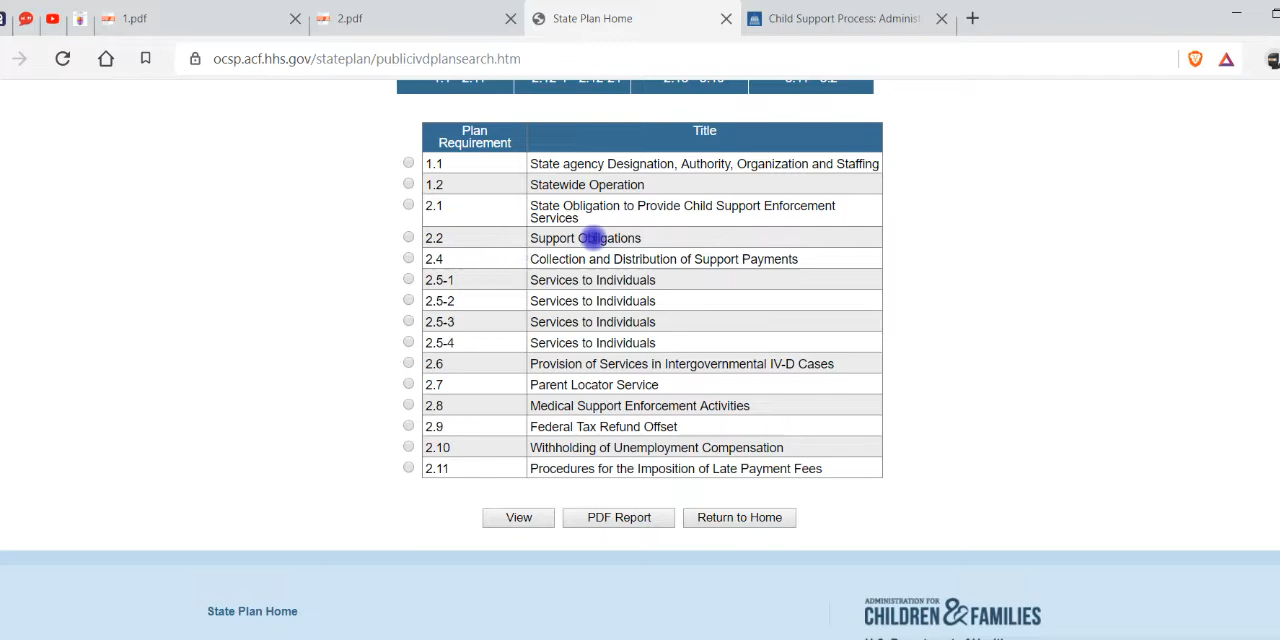 1.pdf
2.pdf
State Plan Home
Child Support Process: Administ
ocsp.acf.hhs.gov/stateplan/publicivdplansearch.htm
Plan Requirement Title
1.1 State agency Designation, Authority, Organization and Staffing
1.2 Statewide Operation
2.1 State Obligation to Provide Child Support Enforcement
Services
2.2 Support Obligations
2.4 Collection and Distribution of Support Payments
2.5-1 Services to Individuals
2.5-2 Services to Individuals
2.5-3 Services to Individuals
2.5-4 Services to Individuals
2.6 Provision of Services in Intergovernmental IV-D Cases
2.7 Parent Locator Service
2.8 Medical Support Enforcement Activities
2.9 Federal Tax Refund Offset
2.10 Withholding of Unemployment Compensation
2.11 Procedures for the Imposition of Late Payment Fees
View PDF Report Return to Home
State Plan Home
ADMINISTRATION FOR
CHILDREN & FAMILIES